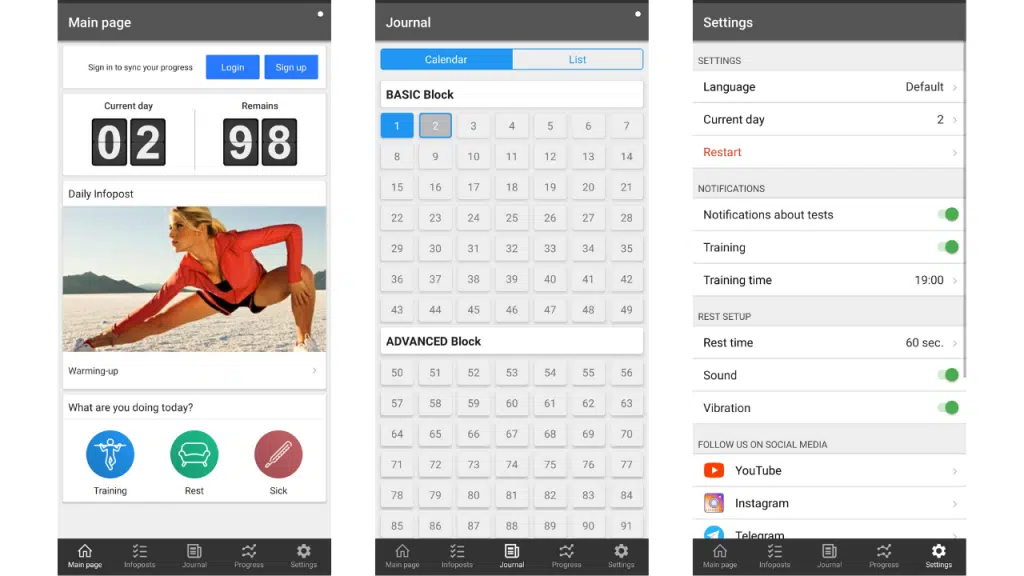 Main page
Sign in to sync your progress Login Sign up
Current day Remains
02 98
Daily Infopost
Warming-up
What are you doing today?
Training Rest Sick
Main page Infoposts Journal Progress Settings
Journal
Calendar List
BASIC Block
1 2 3 4 5 6 7
8 9 10 11 12 13 14
15 16 17 18 19 20 21
22 23 24 25 26 27 28
29 30 31 32 33 34 35
36 37 38 39 40 41 42
43 44 45 46 47 48 49
ADVANCED Block
50 51 52 53 54 55 56
57 58 59 60 61 62 63
64 65 66 67 68 69 70
71 72 73 74 75 76 77
78 79 80 81 82 83 84
85 86 87 88 89 90 91
Main page Infoposts Journal Progress Settings
Settings
SETTINGS
Language Default
Current day 2
Restart
NOTIFICATIONS
Notifications about tests
Training
Training time 19:00
REST SETUP
Rest time 60 sec.
Sound
Vibration
FOLLOW US ON SOCIAL MEDIA
YouTube
Instagram
Telegram
Main page Infoposts Journal Progress Settings